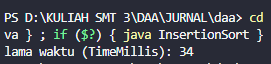 PS D:\KULIAH SMT 3\DAA\JURNAL\daa> cd
va } ; if ($?) { java InsertionSort }
lama waktu (TimeMillis): 34